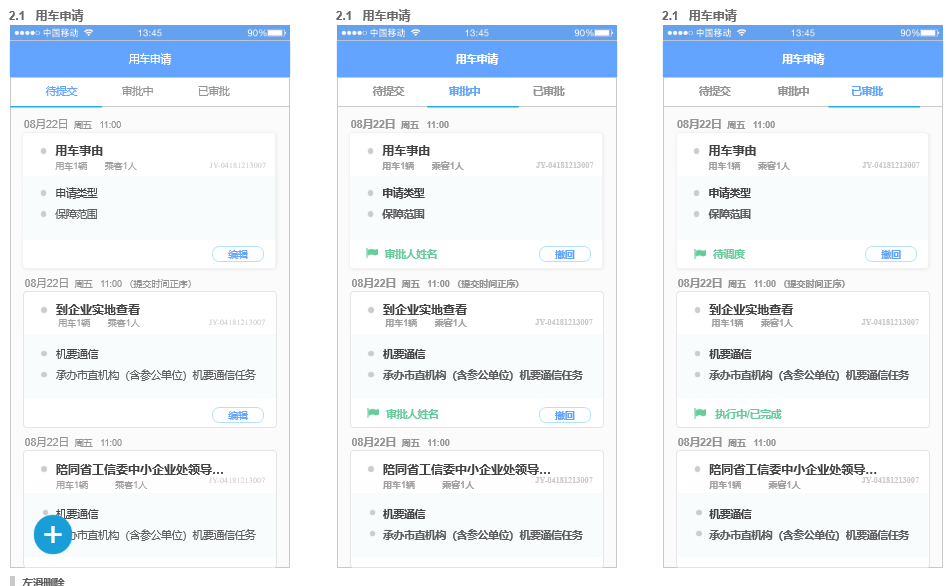 2.1 用车申请
中国移动 13:45 90%
用车申请
待提交 审批中 已审批
08月22日 周五 11:00
用车事由
用车1辆 乘客1人 JY-04181213007
申请类型
保障范围
编辑
08月22日 周五 11:00 (提交时间正序)
到企业实地查看
用车1辆 乘客1人 JY-04181213007
机要通信
承办市直机构（含参公单位）机要通信任务
编辑
08月22日 周五 11:00
陪同省工信委中小企业处领导...
用车1辆 乘客1人 JY-04181213007
机要通信
办市直机构（含参公单位）机要通信任务
左滑删除
2.1 用车申请
中国移动 13:45 90%
用车申请
待提交 审批中 已审批
08月22日 周五 11:00
用车事由
用车1辆 乘客1人 JY-04181213007
申请类型
保障范围
审批人姓名 撤回
08月22日 周五 11:00 (提交时间正序)
到企业实地查看
用车1辆 乘客1人 JY-04181213007
机要通信
承办市直机构（含参公单位）机要通信任务
审批人姓名 撤回
08月22日 周五 11:00
陪同省工信委中小企业处领导...
用车1辆 乘客1人 JY-04181213007
机要通信
承办市直机构（含参公单位）机要通信任务
2.1 用车申请
中国移动 13:45 90%
用车申请
待提交 审批中 已审批
08月22日 周五 11:00
用车事由
用车1辆 乘客1人 JY-04181213007
申请类型
保障范围
待调度 撤回
08月22日 周五 11:00 (提交时间正序)
到企业实地查看
用车1辆 乘客1人 JY-04181213007
机要通信
承办市直机构（含参公单位）机要通信任务
执行中/已完成
08月22日 周五 11:00
陪同省工信委中小企业处领导...
用车1辆 乘客1人 JY-04181213007
机要通信
承办市直机构（含参公单位）机要通信任务